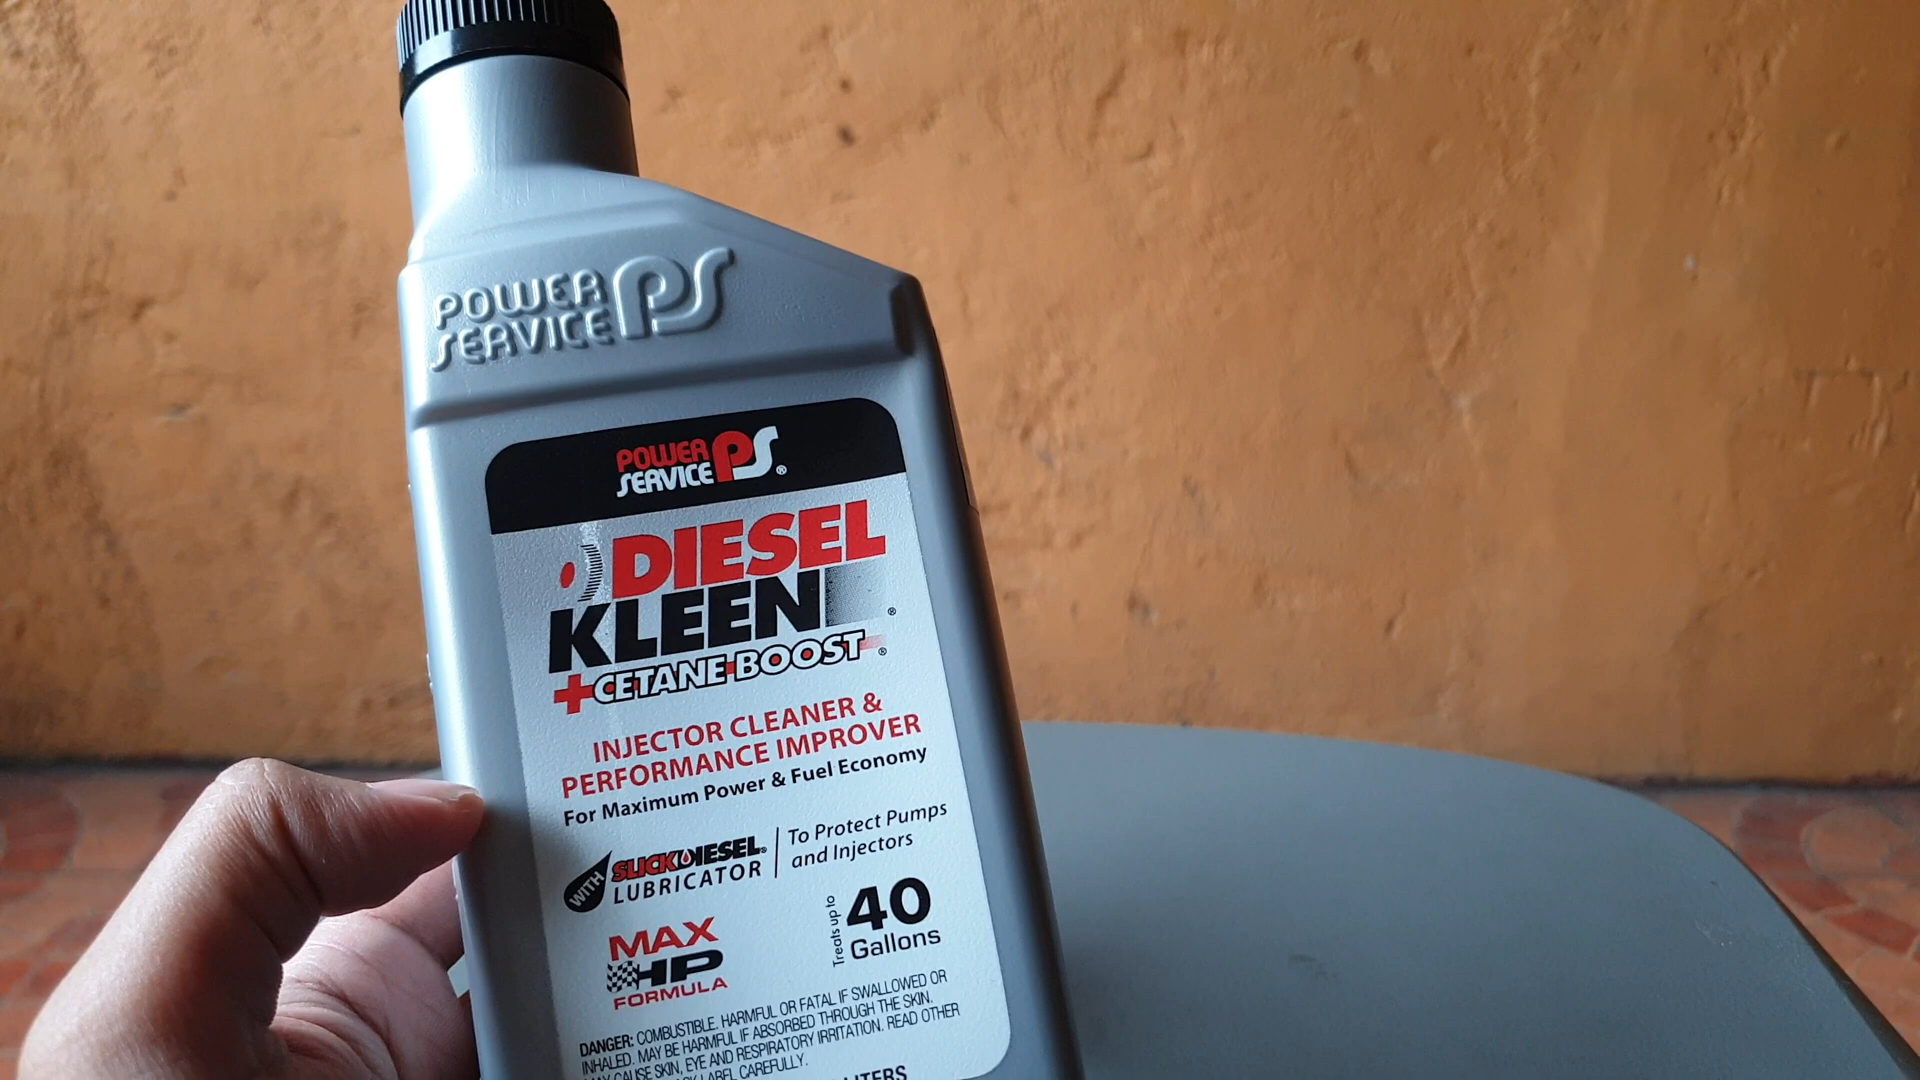 POWER
SERVICE PS
POWER
SERVICE PS®
DIESEL
KLEEN®
+CETANE BOOST®
INJECTOR CLEANER &
PERFORMANCE IMPROVER
For Maximum Power & Fuel Economy
WITH SLICKDIESEL® LUBRICATOR
To Protect Pumps
and Injectors
MAX
HP
FORMULA
Treats up to 40
Gallons
DANGER: COMBUSTIBLE. HARMFUL OR FATAL IF SWALLOWED OR
INHALED. MAY BE HARMFUL IF ABSORBED THROUGH THE SKIN.
MAY CAUSE SKIN, EYE AND RESPIRATORY IRRITATION. READ OTHER
LABEL CAREFULLY.
LITERS